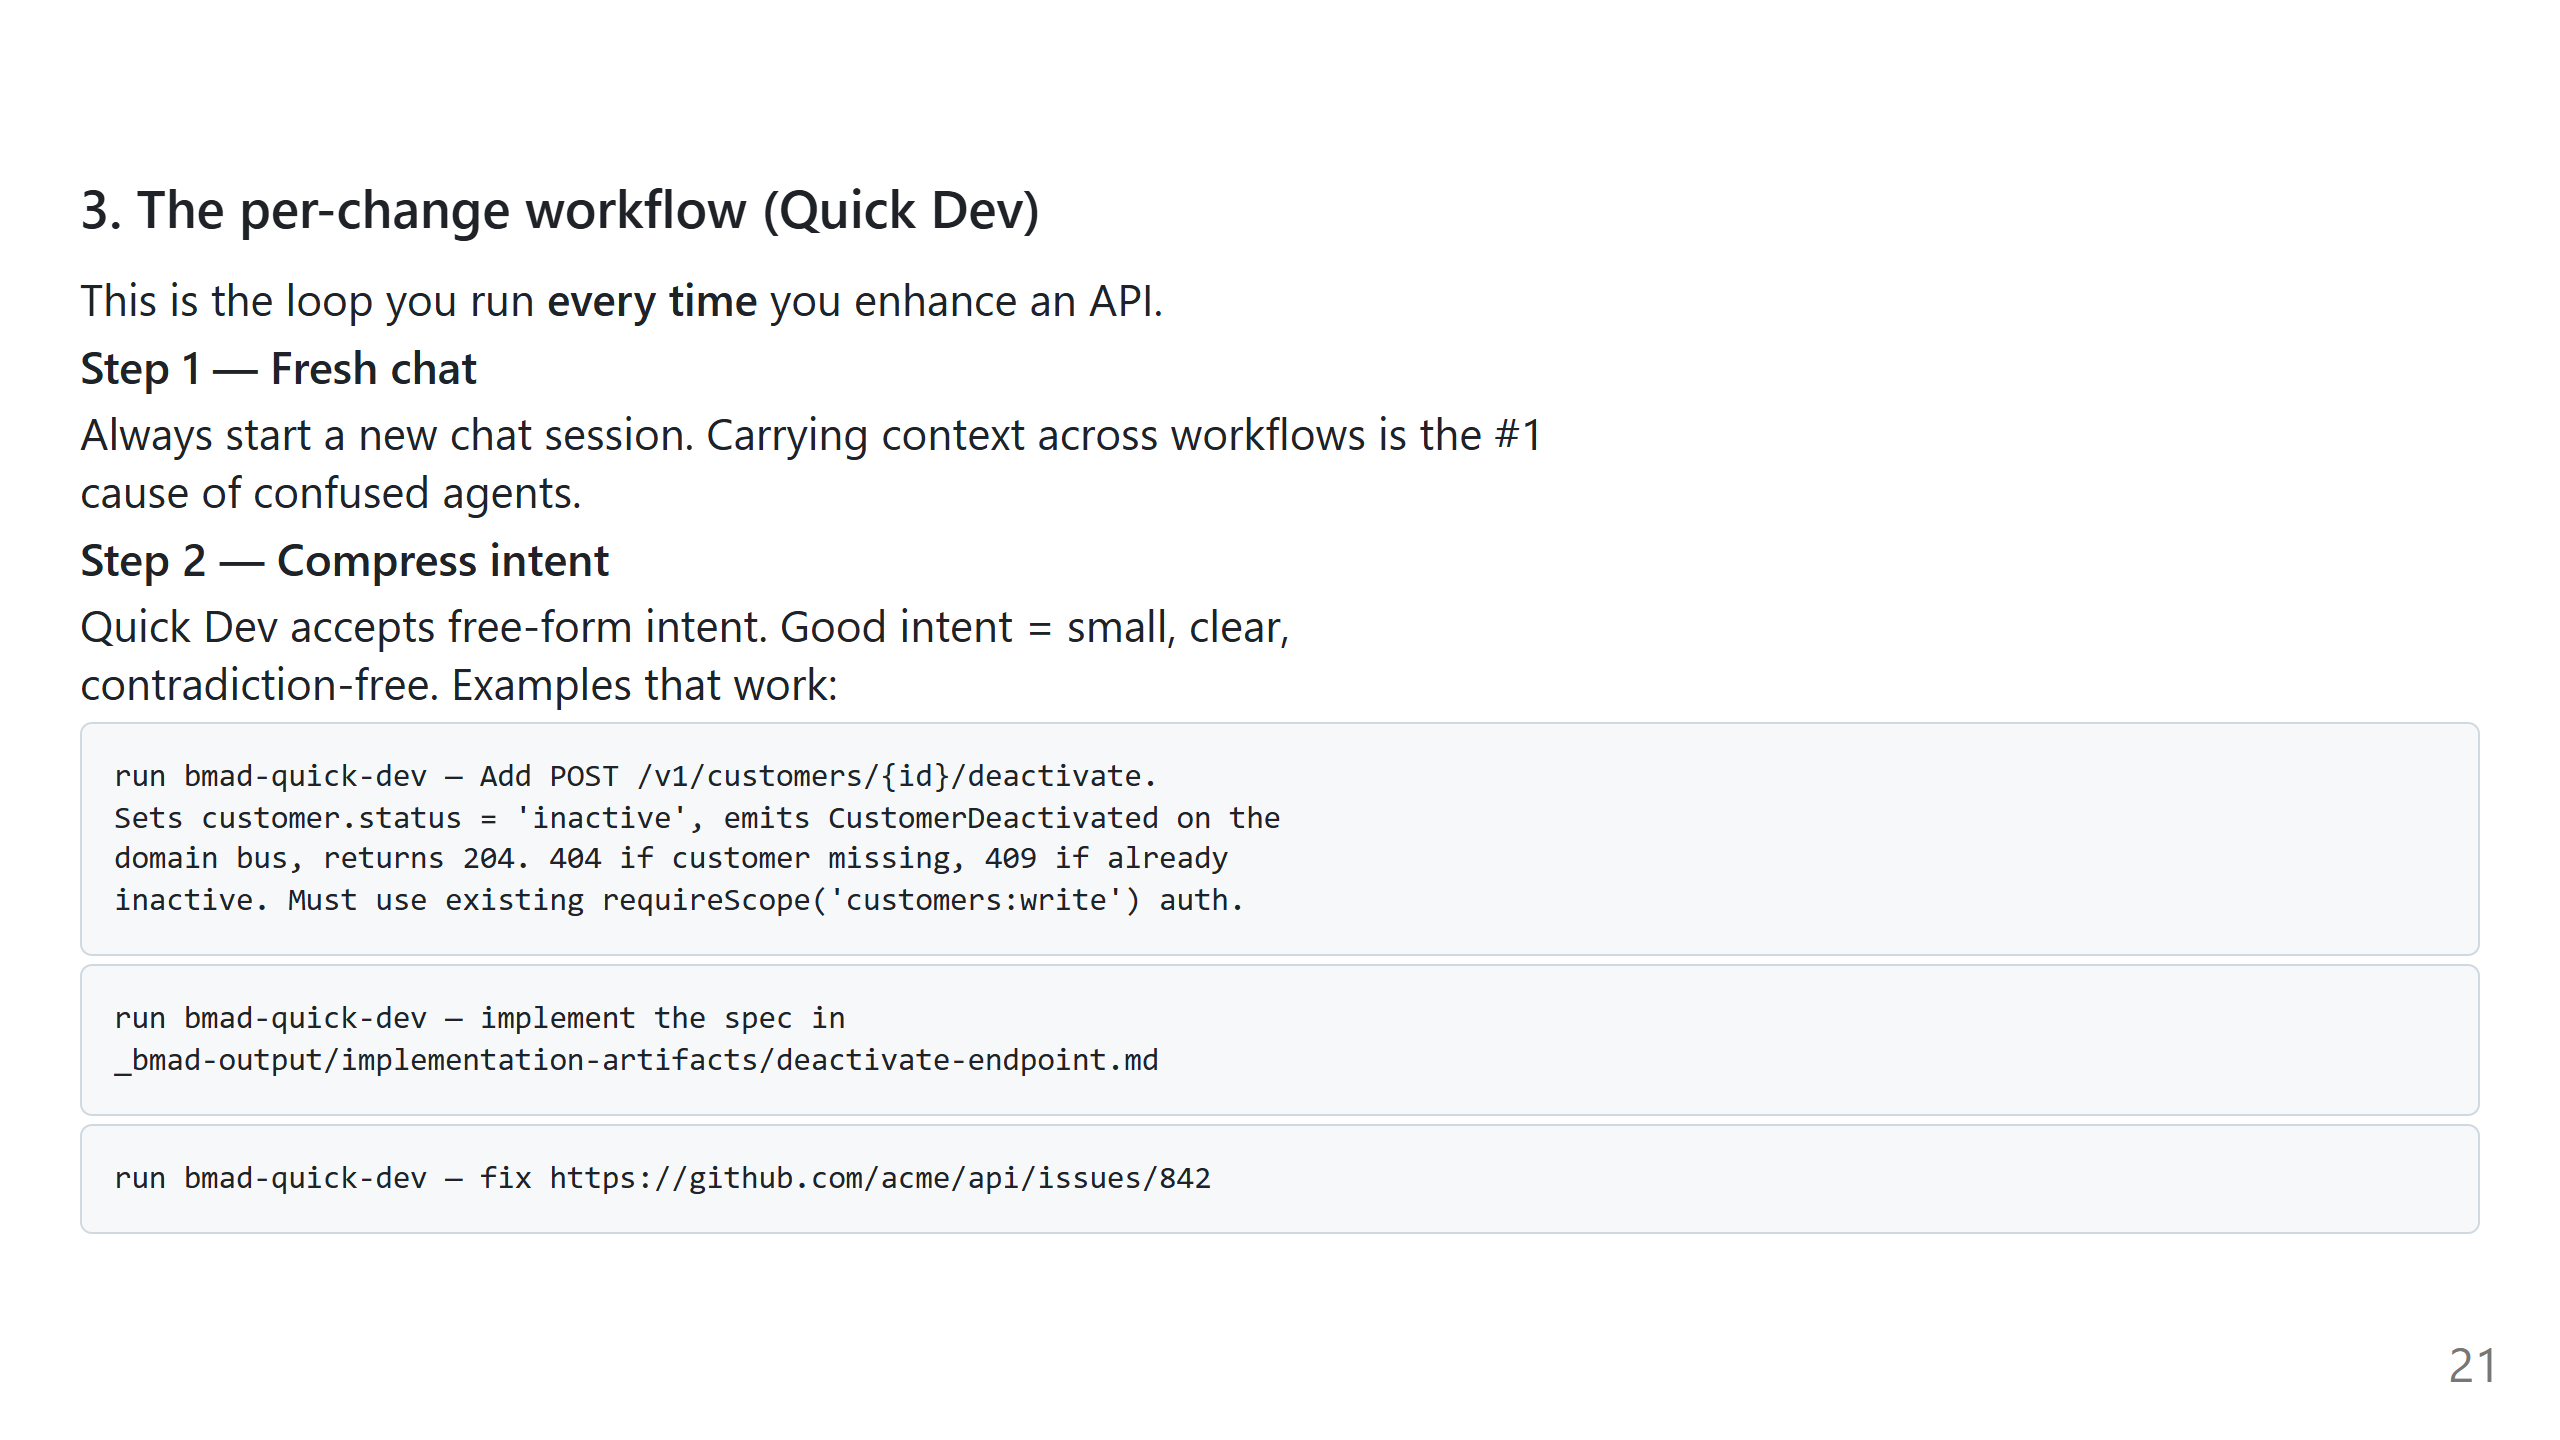 3. The per-change workflow (Quick Dev)
This is the loop you run every time you enhance an API.
Step 1 — Fresh chat
Always start a new chat session. Carrying context across workflows is the #1
cause of confused agents.
Step 2 — Compress intent
Quick Dev accepts free-form intent. Good intent = small, clear,
contradiction-free. Examples that work:
run bmad-quick-dev — Add POST /v1/customers/{id}/deactivate.
Sets customer.status = 'inactive', emits CustomerDeactivated on the
domain bus, returns 204. 404 if customer missing, 409 if already
inactive. Must use existing requireScope('customers:write') auth.
run bmad-quick-dev — implement the spec in
_bmad-output/implementation-artifacts/deactivate-endpoint.md
run bmad-quick-dev — fix https://github.com/acme/api/issues/842
21